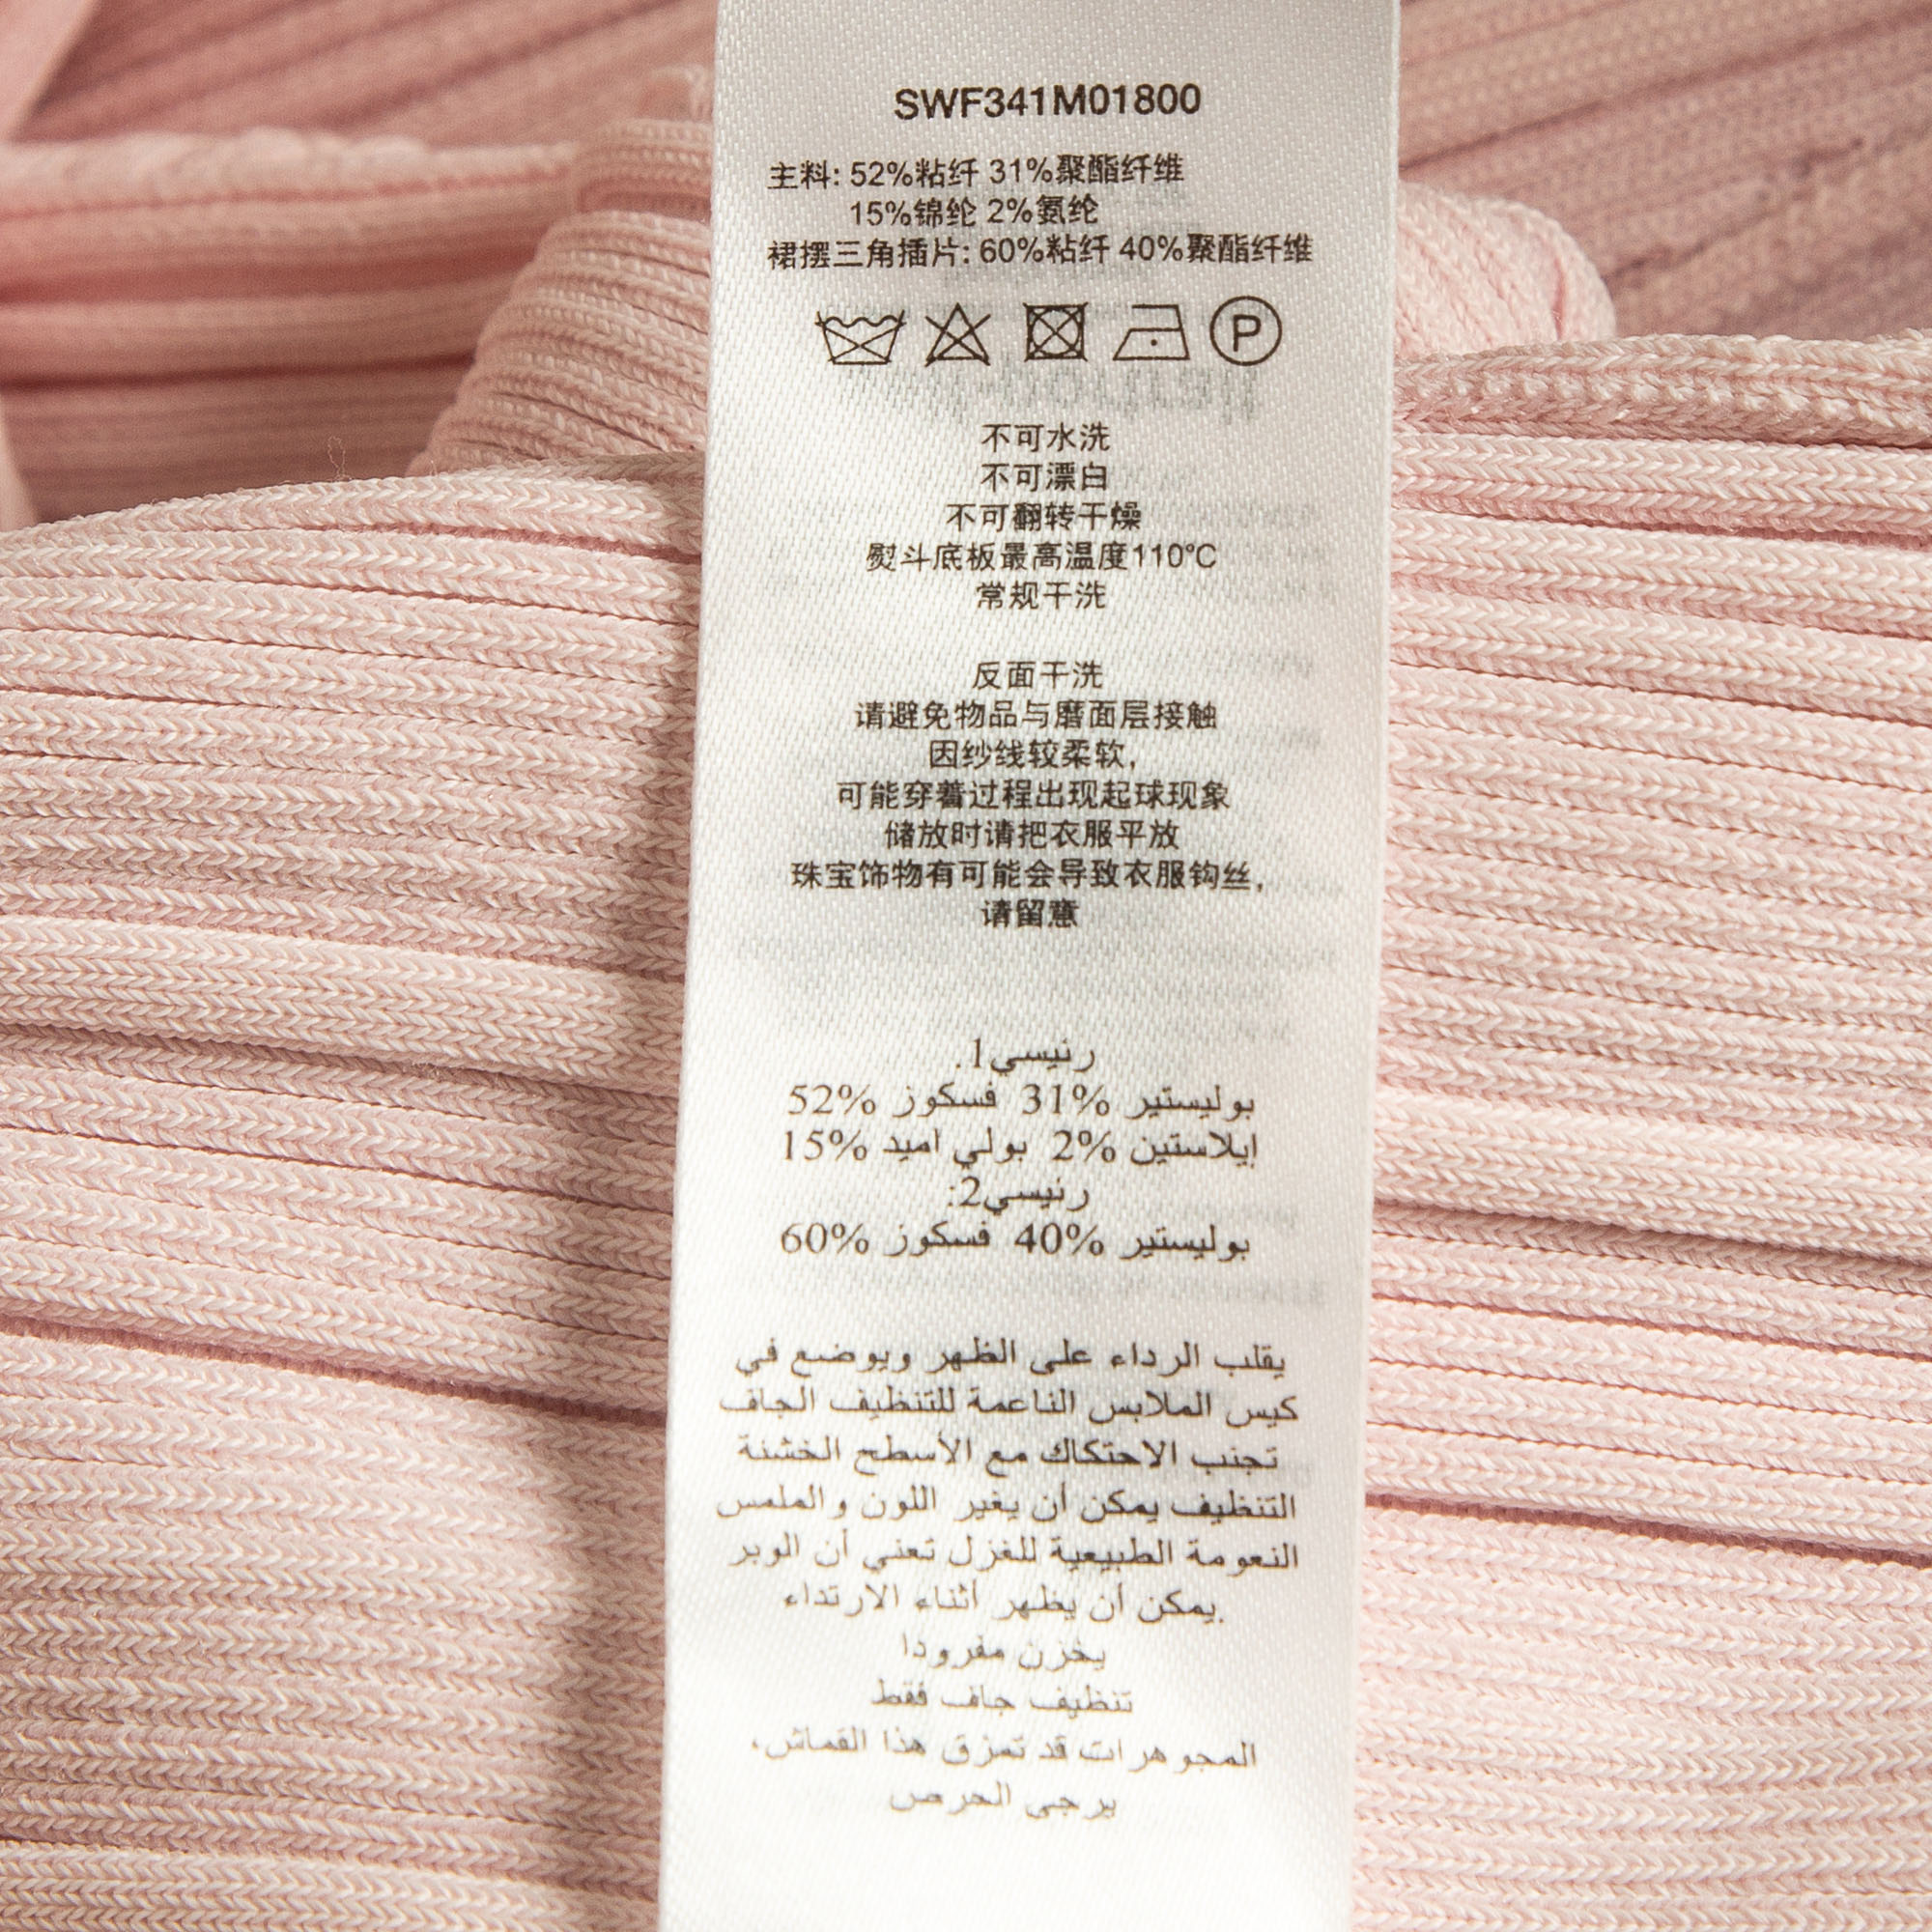 SWF341M01800
主料: 52%粘纤 31%聚酯纤维
15%锦纶 2%氨纶
裙摆三角插片: 60%粘纤 40%聚酯纤维
P
不可水洗
不可漂白
不可翻转干燥
熨斗底板最高温度110℃
常规干洗
反面干洗
请避免物品与磨面层接触
因纱线较柔软,
可能穿着过程出现起球现象
储放时请把衣服平放
珠宝饰物有可能会导致衣服钩丝,
请留意
رئيسي1.
بوليستير 31% فسكوز 52%
إيلاستين 2% بولي اميد 15%
رئيسي2:
بوليستير 40% فسكوز 60%
يقلب الرداء على الظهر ويوضع في
كيس الملابس الناعمة للتنظيف الجاف
تجنب الاحتكاك مع الأسطح الخشنة
التنظيف يمكن أن يغير اللون والملمس
النعومة الطبيعية للغزل تعني أن الوبر
يمكن أن يظهر أثناء الارتداء.
يخزن مفرودا
تنظيف جاف فقط
المجوهرات قد تمزق هذا القماش،
يرجى الحرص